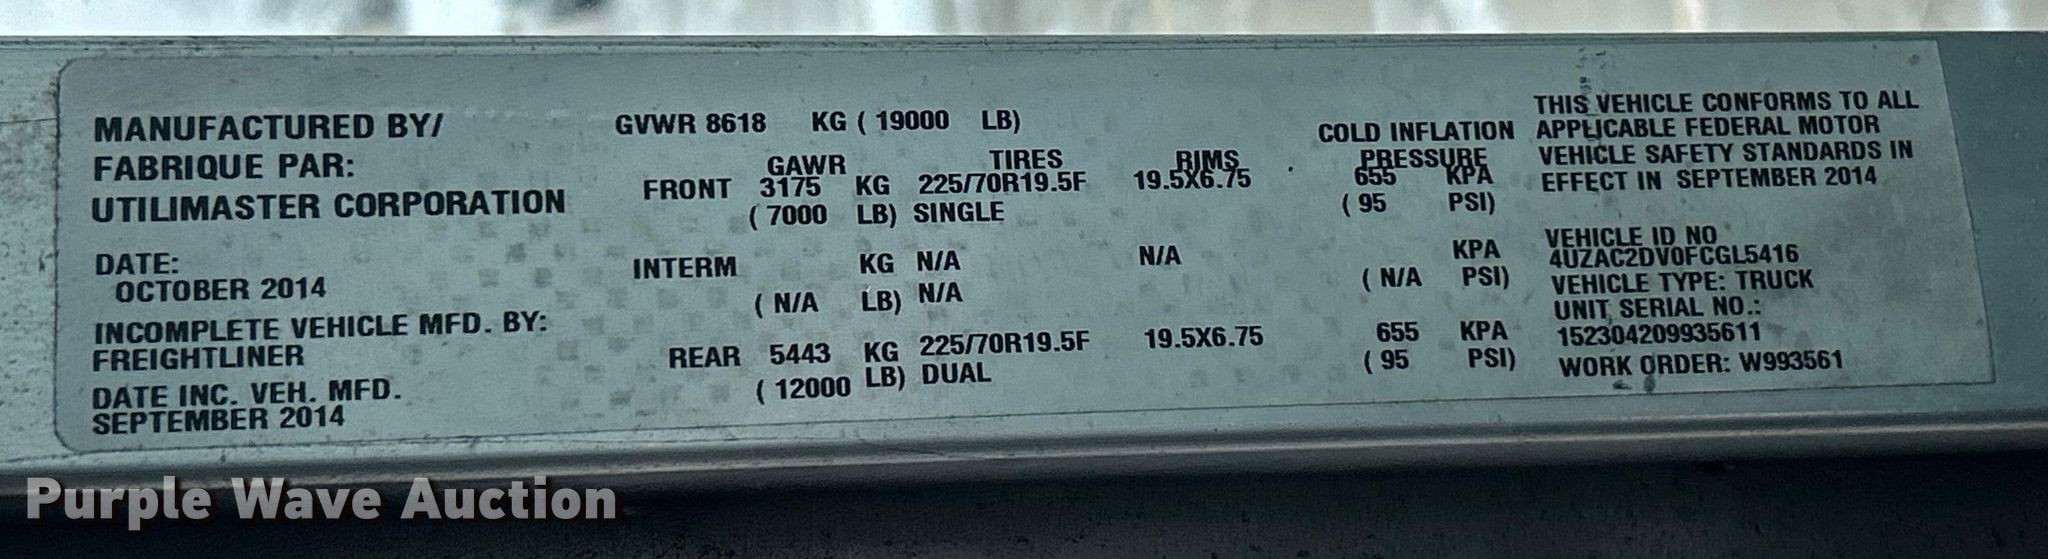 MANUFACTURED BY/
FABRIQUE PAR:
UTILIMASTER CORPORATION
DATE:
OCTOBER 2014
INCOMPLETE VEHICLE MFD. BY:
FREIGHTLINER
DATE INC. VEH. MFD.
SEPTEMBER 2014
GVWR 8618 KG ( 19000 LB)
GAWR TIRES RIMS COLD INFLATION PRESSURE
FRONT 3175 KG 225/70R19.5F 19.5X6.75 655 KPA
( 7000 LB) SINGLE ( 95 PSI)
INTERM KG N/A N/A KPA
( N/A LB) N/A ( N/A PSI)
REAR 5443 KG 225/70R19.5F 19.5X6.75 655 KPA
( 12000 LB) DUAL ( 95 PSI)
THIS VEHICLE CONFORMS TO ALL
APPLICABLE FEDERAL MOTOR
VEHICLE SAFETY STANDARDS IN
EFFECT IN SEPTEMBER 2014
VEHICLE ID NO
4UZAC2DV0FCGL5416
VEHICLE TYPE: TRUCK
UNIT SERIAL NO.:
152304209935611
WORK ORDER: W993561
Purple Wave Auction